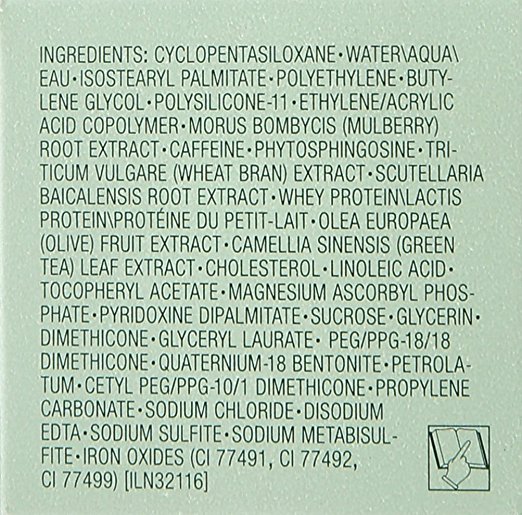 INGREDIENTS: CYCLOPENTASILOXANE•WATER\AQUA\
EAU•ISOSTEARYL PALMITATE•POLYETHYLENE•BUTY-
LENE GLYCOL•POLYSILICONE-11•ETHYLENE/ACRYLIC
ACID COPOLYMER•MORUS BOMBYCIS (MULBERRY)
ROOT EXTRACT•CAFFEINE•PHYTOSPHINGOSINE•TRI-
TICUM VULGARE (WHEAT BRAN) EXTRACT•SCUTELLARIA
BAICALENSIS ROOT EXTRACT•WHEY PROTEIN\LACTIS
PROTEIN\PROTÉINE DU PETIT-LAIT•OLEA EUROPAEA
(OLIVE) FRUIT EXTRACT•CAMELLIA SINENSIS (GREEN
TEA) LEAF EXTRACT•CHOLESTEROL•LINOLEIC ACID•
TOCOPHERYL ACETATE•MAGNESIUM ASCORBYL PHOS-
PHATE•PYRIDOXINE DIPALMITATE•SUCROSE•GLYCERIN•
DIMETHICONE•GLYCERYL LAURATE• PEG/PPG-18/18
DIMETHICONE•QUATERNIUM-18 BENTONITE•PETROLA-
TUM•CETYL PEG/PPG-10/1 DIMETHICONE•PROPYLENE
CARBONATE•SODIUM CHLORIDE•DISODIUM
EDTA•SODIUM SULFITE•SODIUM METABISUL-
FITE•IRON OXIDES (CI 77491, CI 77492,
CI 77499) [ILN32116]